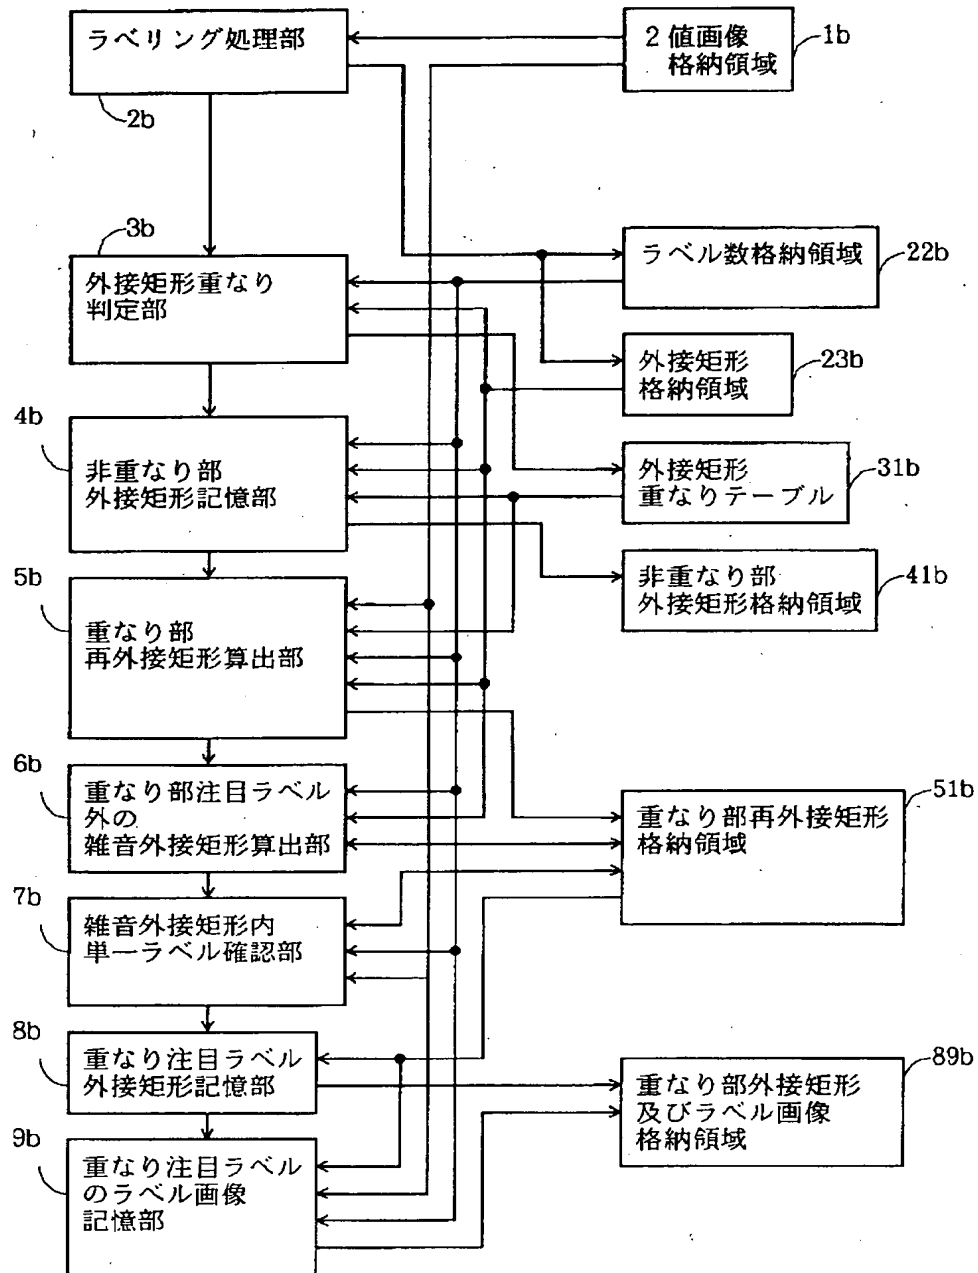 ラベリング処理部
2b
2値画像
格納領域
1b
3b
外接矩形重なり
判定部
ラベル数格納領域
22b
外接矩形
格納領域
23b
4b
非重なり部
外接矩形記憶部
外接矩形
重なりテーブル
31b
非重なり部
外接矩形格納領域
41b
5b
重なり部
再外接矩形算出部
6b
重なり部注目ラベル
外の
雑音外接矩形算出部
重なり部再外接矩形
格納領域
51b
7b
雑音外接矩形内
単一ラベル確認部
8b
重なり注目ラベル
外接矩形記憶部
重なり部外接矩形
及びラベル画像
格納領域
89b
9b
重なり注目ラベル
のラベル画像
記憶部